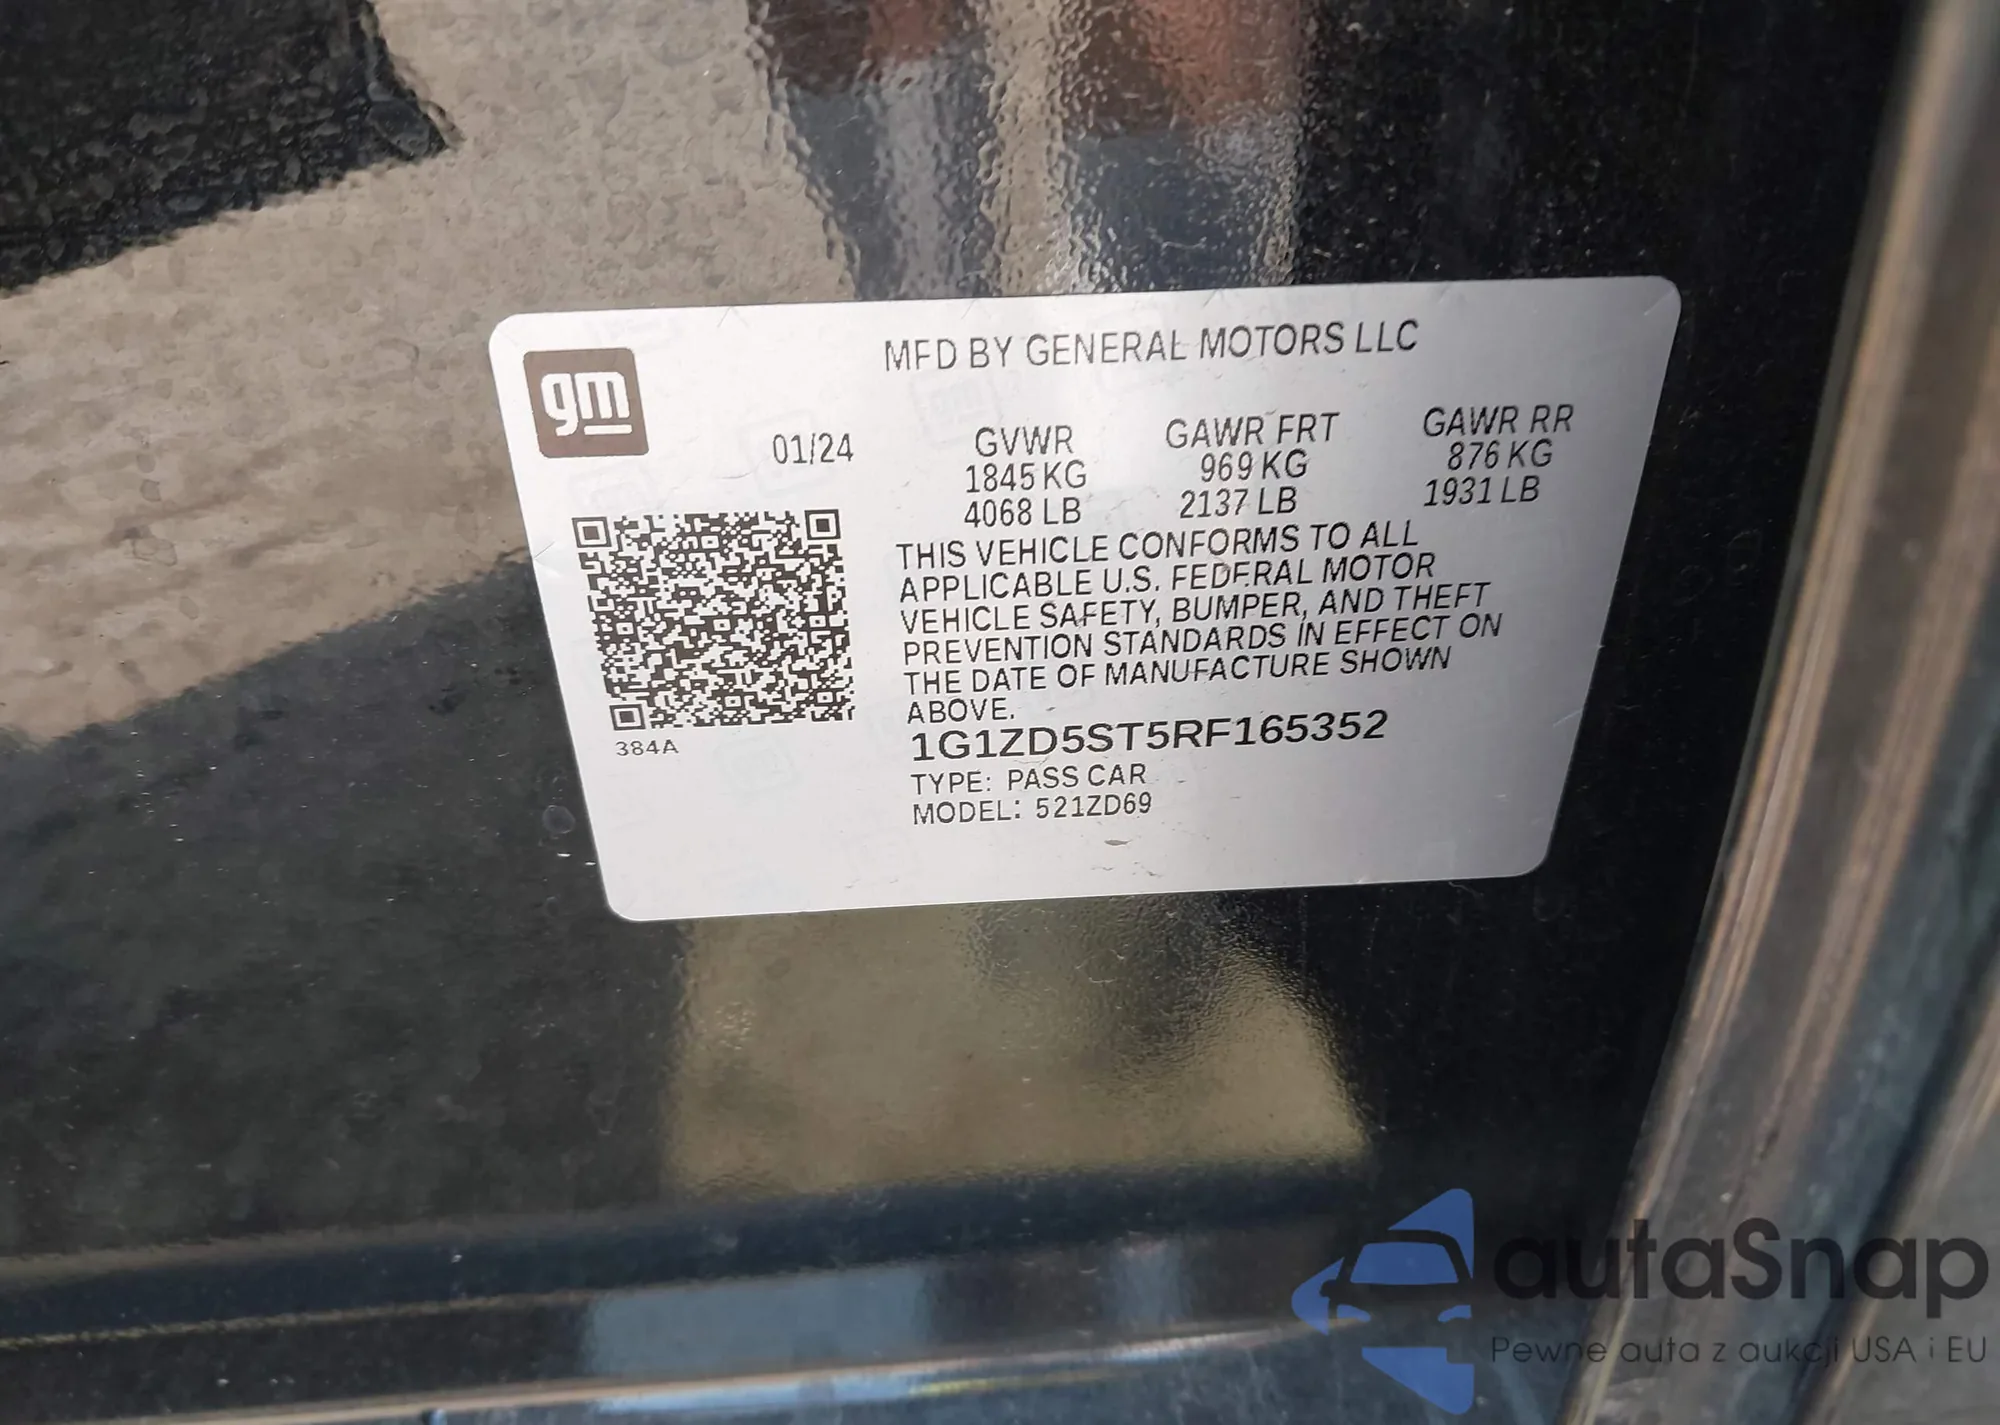 gm
MFD BY GENERAL MOTORS LLC
01/24 GVWR GAWR FRT GAWR RR
1845 KG 969 KG 876 KG
4068 LB 2137 LB 1931 LB
THIS VEHICLE CONFORMS TO ALL
APPLICABLE U.S. FEDERAL MOTOR
VEHICLE SAFETY, BUMPER, AND THEFT
PREVENTION STANDARDS IN EFFECT ON
THE DATE OF MANUFACTURE SHOWN
ABOVE.
384A
1G1ZD5ST5RF165352
TYPE: PASS CAR
MODEL: 521ZD69
autaSnap
Pewne auta z aukcji USA i EU